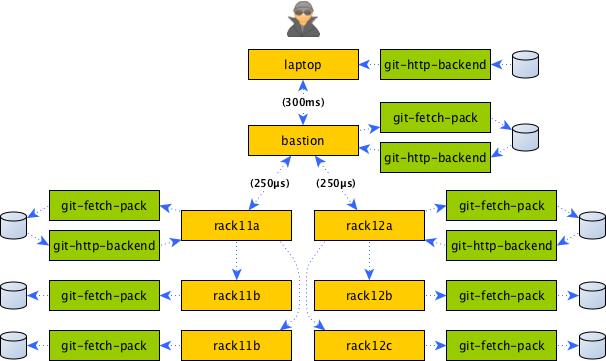 laptop
git-http-backend
(300ms)
git-fetch-pack
bastion
git-http-backend
(250µs)
(250µs)
git-fetch-pack
git-fetch-pack
rack11a
rack12a
git-http-backend
git-http-backend
git-fetch-pack
rack11b
rack12b
git-fetch-pack
git-fetch-pack
rack11b
rack12c
git-fetch-pack